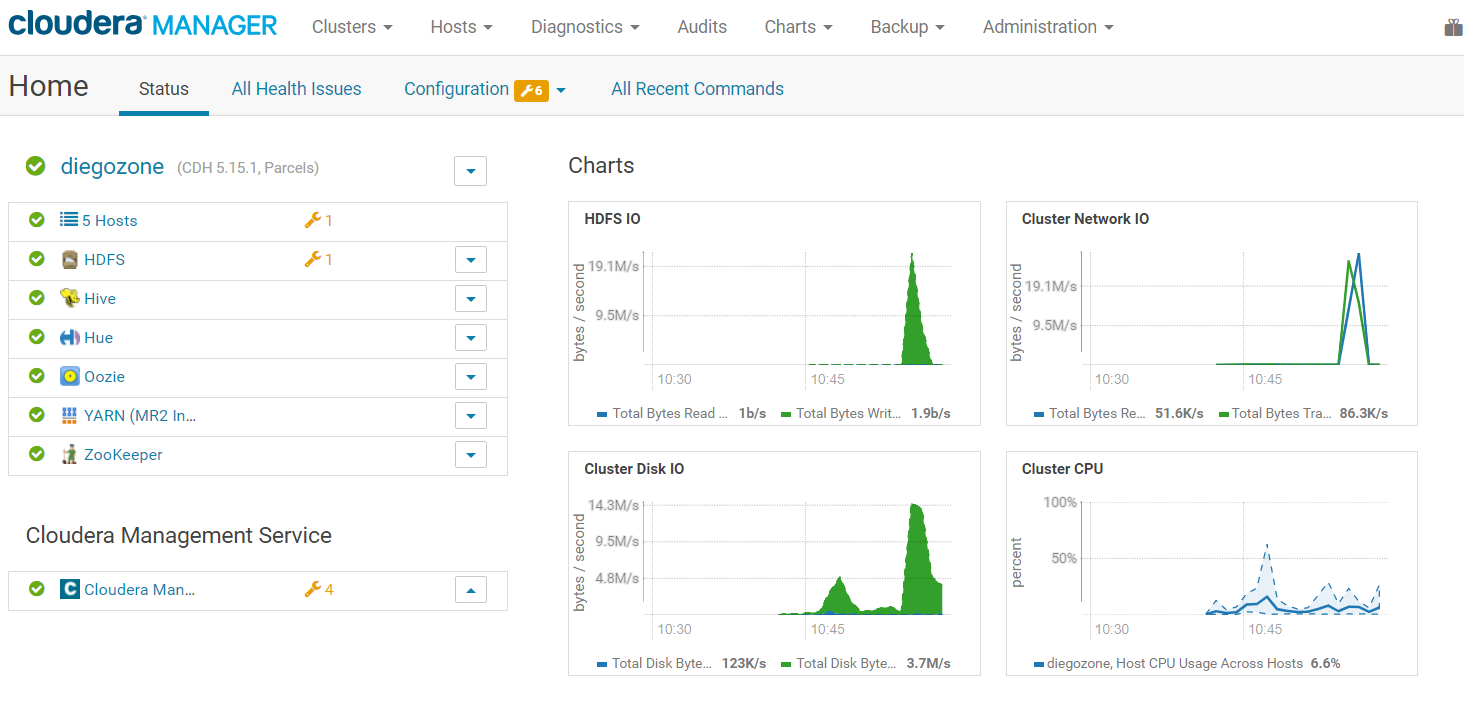 cloudera MANAGER Clusters Hosts Diagnostics Audits Charts Backup Administration
Home Status All Health Issues Configuration 6 All Recent Commands
diegozone (CDH 5.15.1, Parcels)
5 Hosts 1
HDFS 1
Hive
Hue
Oozie
YARN (MR2 In...
ZooKeeper
Cloudera Management Service
C Cloudera Man... 4
Charts
HDFS IO
bytes / second
19.1M/s
9.5M/s
10:30 10:45
Total Bytes Read ... 1b/s Total Bytes Writ... 1.9b/s
Cluster Network IO
bytes / second
19.1M/s
9.5M/s
10:30 10:45
Total Bytes Re... 51.6K/s Total Bytes Tra... 86.3K/s
Cluster Disk IO
bytes / second
14.3M/s
9.5M/s
4.8M/s
10:30 10:45
Total Disk Byte... 123K/s Total Disk Byte... 3.7M/s
Cluster CPU
percent
100%
50%
10:30 10:45
diegozone, Host CPU Usage Across Hosts 6.6%